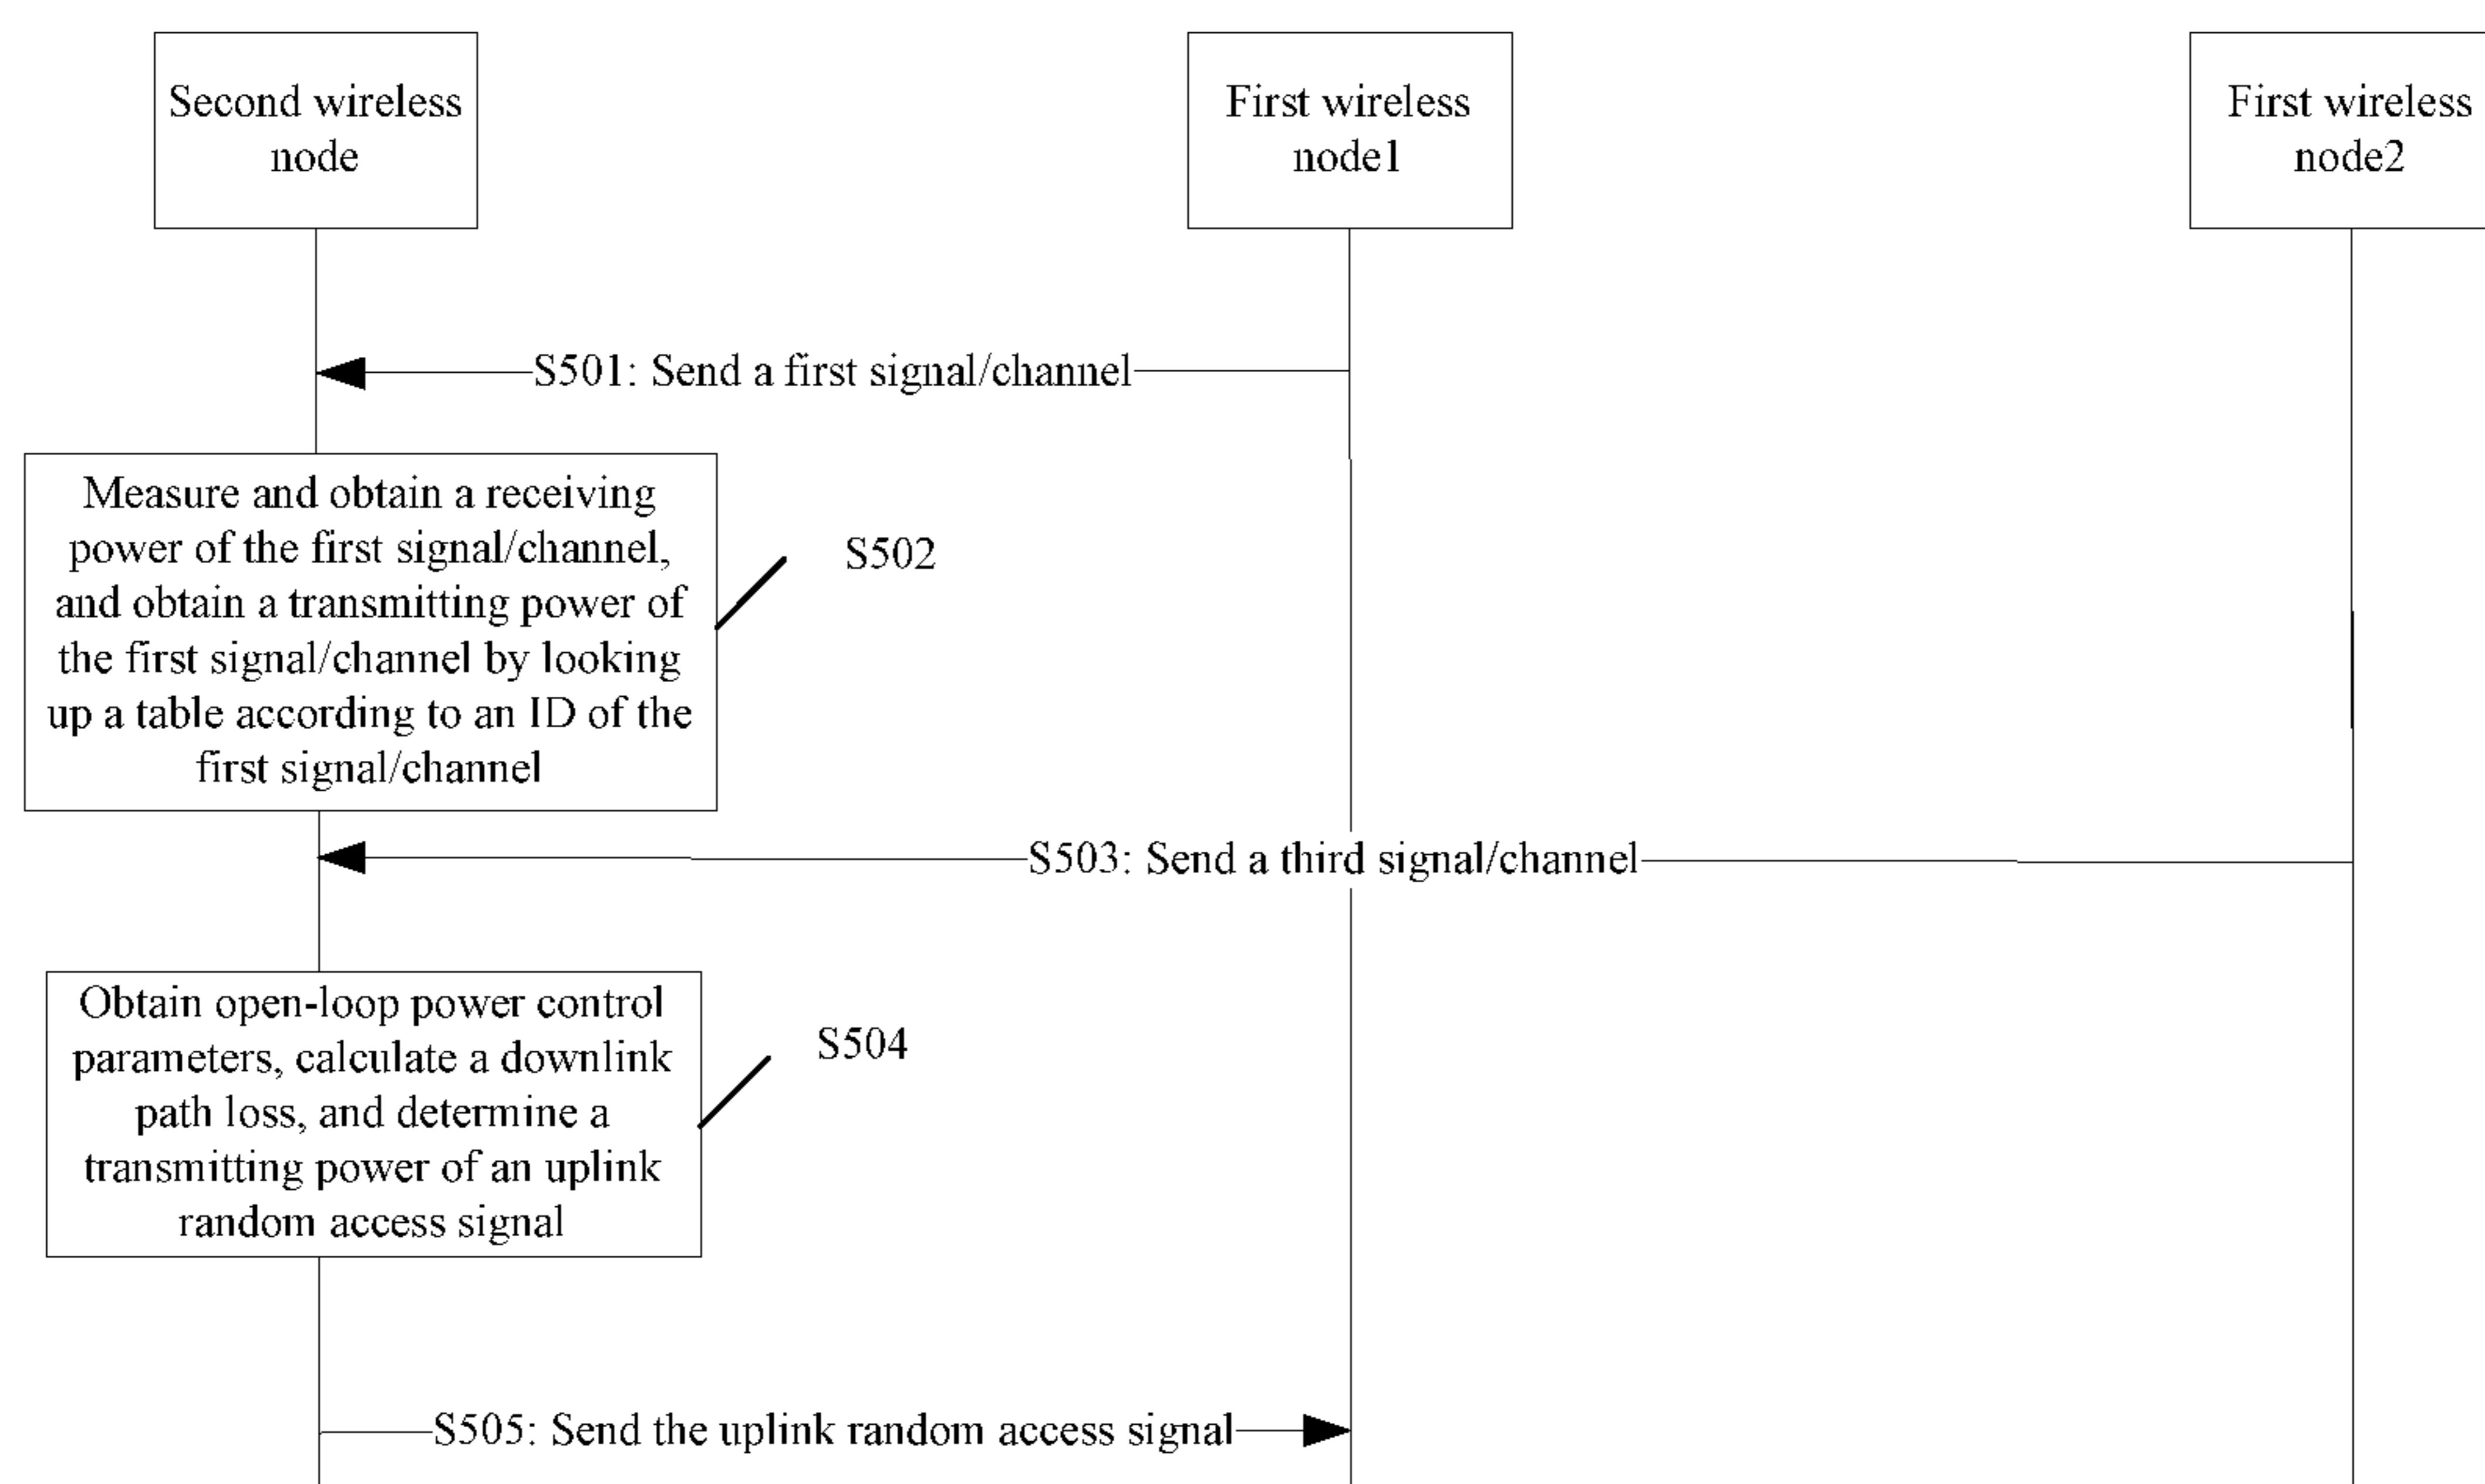 Second wireless
node
First wireless
node1
First wireless
node2
S501: Send a first signal/channel
Measure and obtain a receiving
power of the first signal/channel,
and obtain a transmitting power of
the first signal/channel by looking
up a table according to an ID of the
first signal/channel
S502
S503: Send a third signal/channel
Obtain open-loop power control
parameters, calculate a downlink
path loss, and determine a
transmitting power of an uplink
random access signal
S504
S505: Send the uplink random access signal